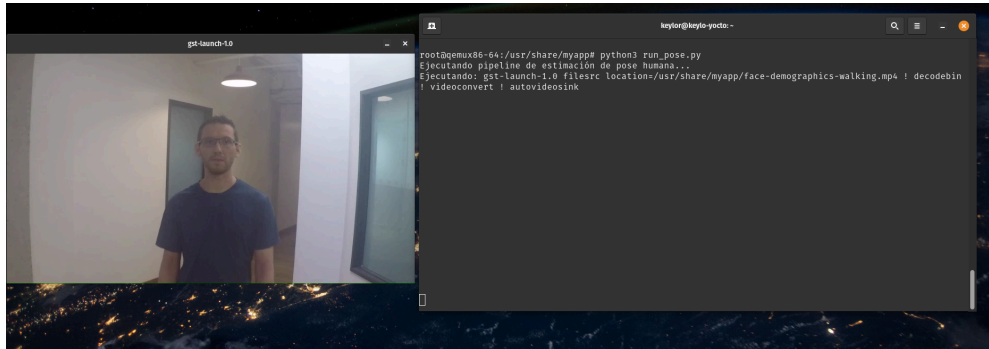 gst-launch-1.0
keylor@keylo-yocto: ~
root@qemux86-64:/usr/share/myapp# python3 run_pose.py
Ejecutando pipeline de estimación de pose humana...
Ejecutando: gst-launch-1.0 filesrc location=/usr/share/myapp/face-demographics-walking.mp4 ! decodebin
! videoconvert ! autovideosink